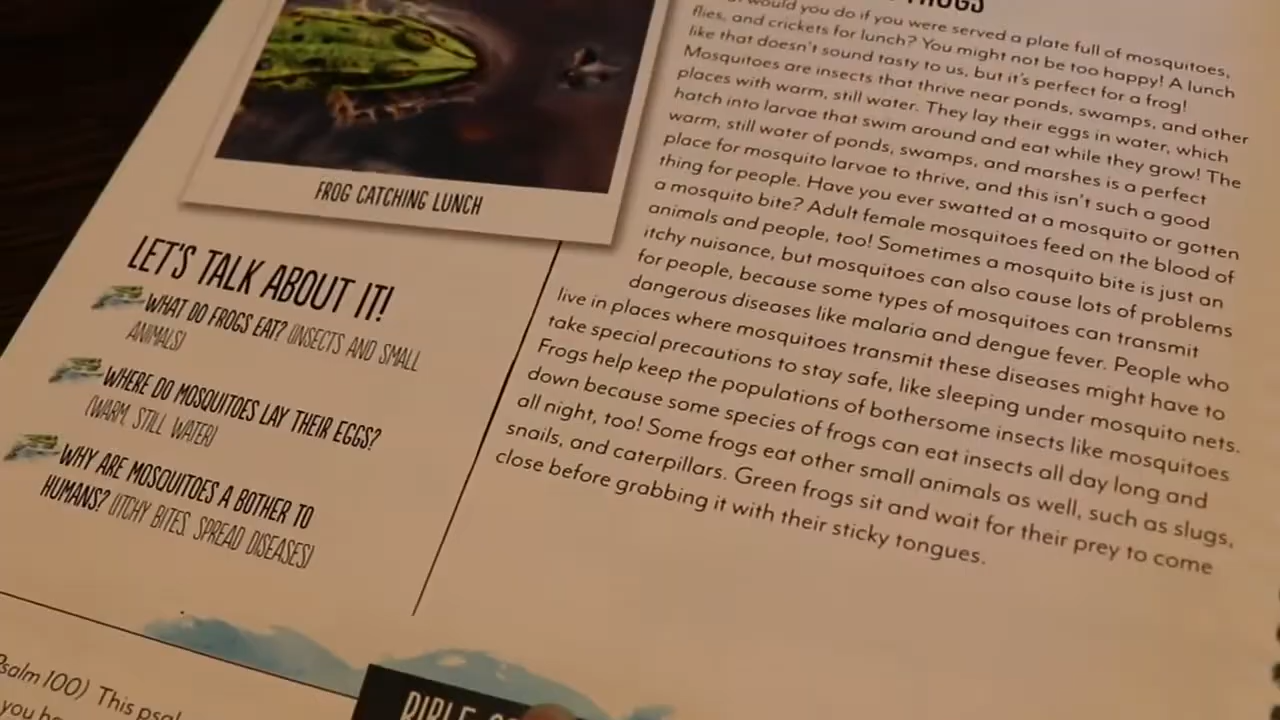 FROGS
would you do if you were served a plate full of mosquitoes,
flies, and crickets for lunch? You might not be too happy! A lunch
like that doesn't sound tasty to us, but it's perfect for a frog!
Mosquitoes are insects that thrive near ponds, swamps, and other
places with warm, still water. They lay their eggs in water, which
hatch into larvae that swim around and eat while they grow! The
warm, still water of ponds, swamps, and marshes is a perfect
place for mosquito larvae to thrive, and this isn't such a good
thing for people. Have you ever swatted at a mosquito or gotten
a mosquito bite? Adult female mosquitoes feed on the blood of
animals and people, too! Sometimes a mosquito bite is just an
itchy nuisance, but mosquitoes can also cause lots of problems
for people, because some types of mosquitoes can transmit
dangerous diseases like malaria and dengue fever. People who
live in places where mosquitoes transmit these diseases might have to
take special precautions to stay safe, like sleeping under mosquito nets.
Frogs help keep the populations of bothersome insects like mosquitoes
down because some species of frogs can eat insects all day long and
all night, too! Some frogs eat other small animals as well, such as slugs,
snails, and caterpillars. Green frogs sit and wait for their prey to come
close before grabbing it with their sticky tongues.
FROG CATCHING LUNCH
LET'S TALK ABOUT IT!
WHAT DO FROGS EAT? (INSECTS AND SMALL
ANIMALS)
WHERE DO MOSQUITOES LAY THEIR EGGS?
(WARM, STILL WATER)
WHY ARE MOSQUITOES A BOTHER TO
HUMANS? (ITCHY BITES, SPREAD DISEASES)
Psalm 100) This
you
BIBLE